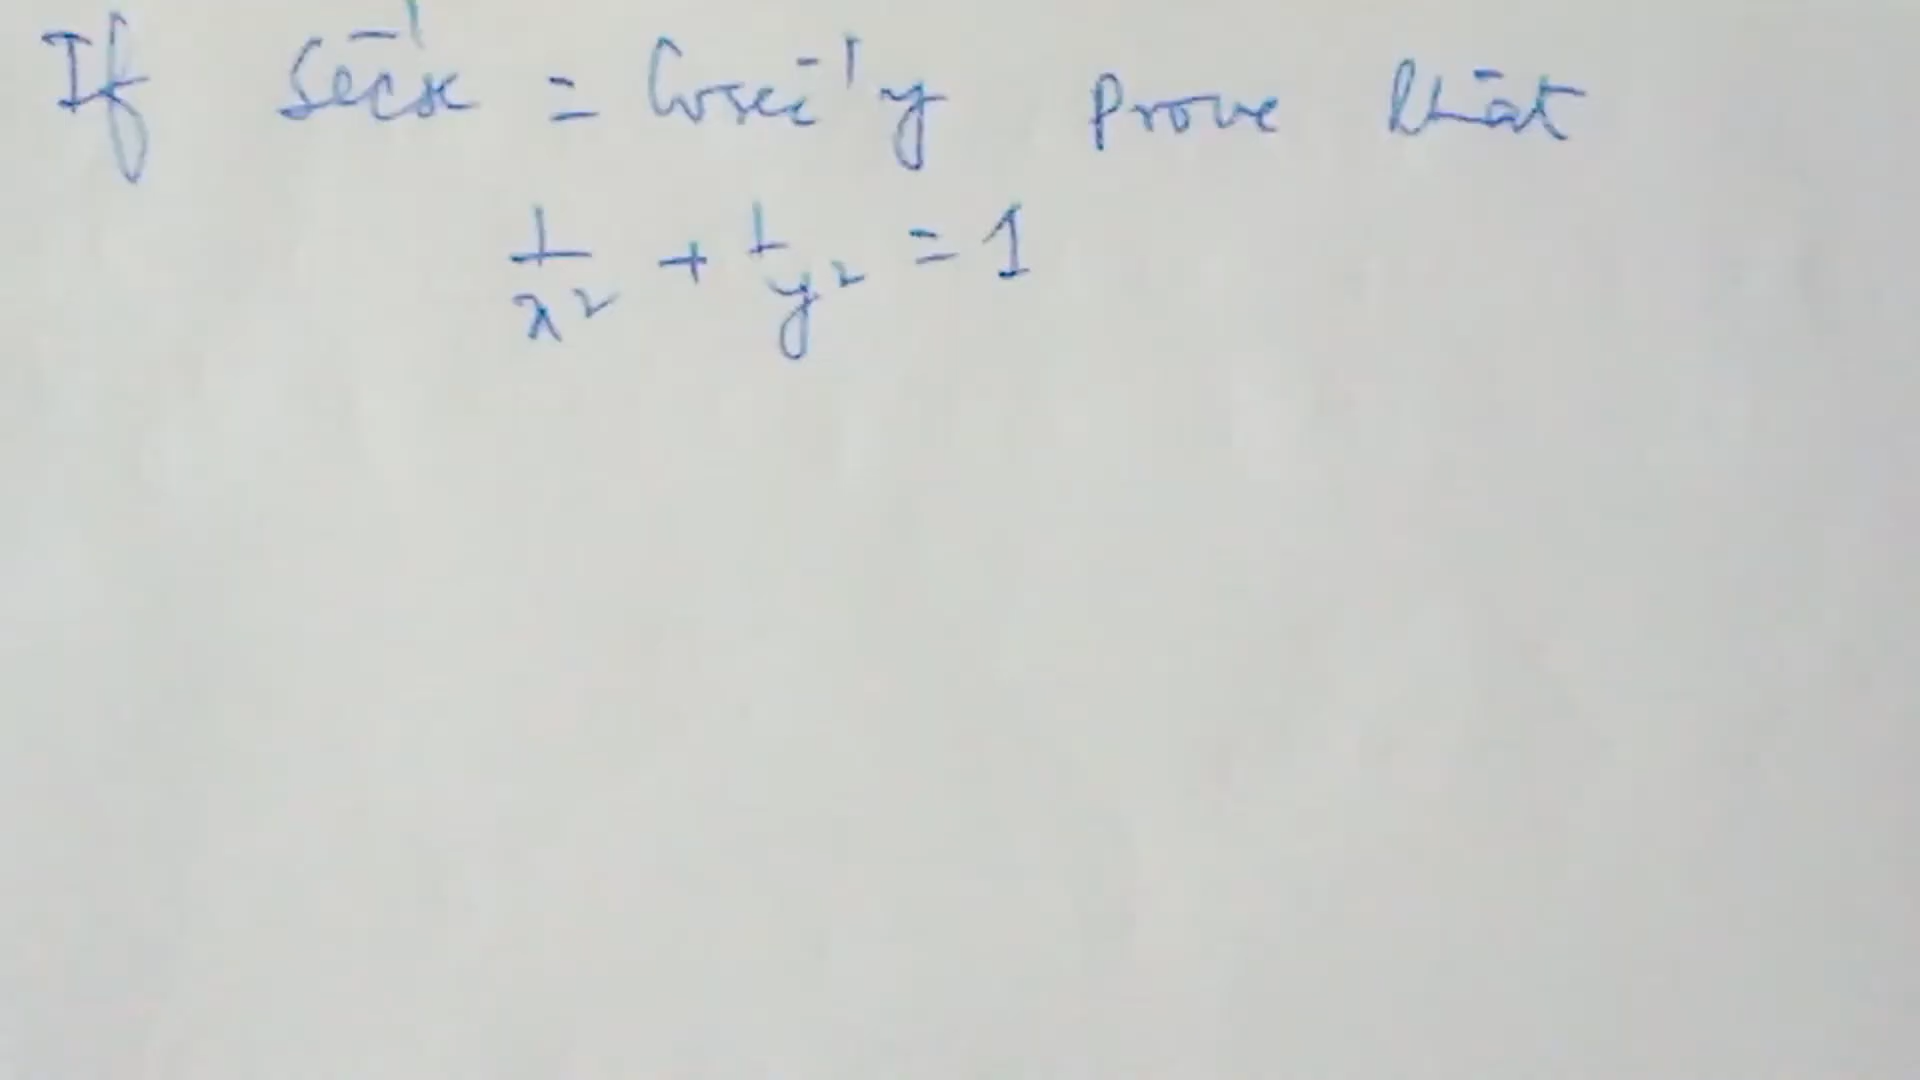 If sec⁻¹x = Cosec⁻¹y Prove that
1/x² + 1/y² = 1